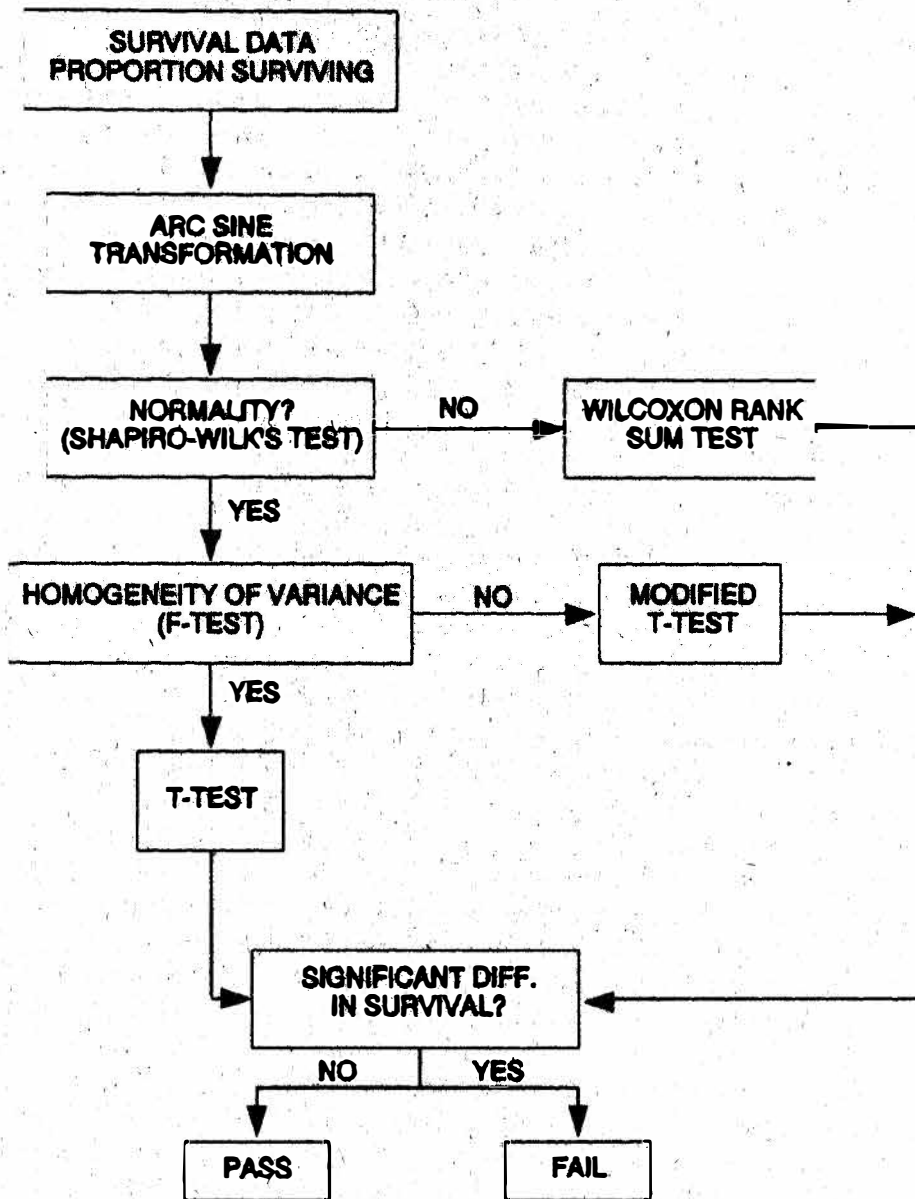 SURVIVAL DATA
PROPORTION SURVIVING
ARC SINE
TRANSFORMATION
NORMALITY?
(SHAPIRO-WILK'S TEST)
NO
WILCOXON RANK
SUM TEST
YES
HOMOGENEITY OF VARIANCE
(F-TEST)
NO
MODIFIED
T-TEST
YES
T-TEST
SIGNIFICANT DIFF.
IN SURVIVAL?
NO
YES
PASS
FAIL